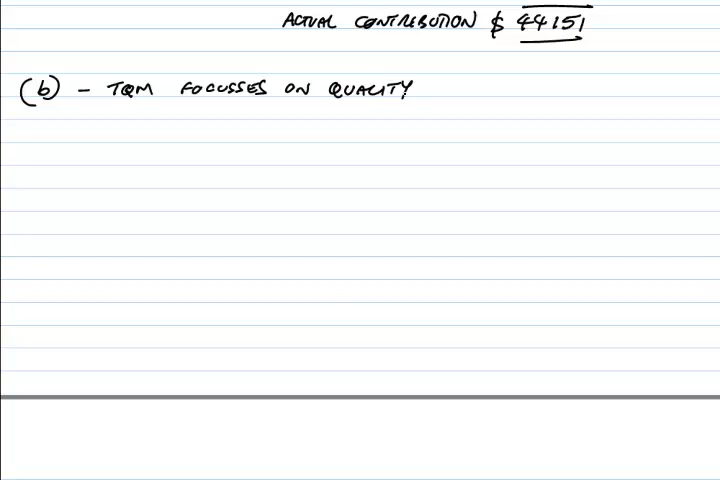 ACTUAL CONTRIBUTION $ 44151
(b) - TQM FOCUSSES ON QUALITY